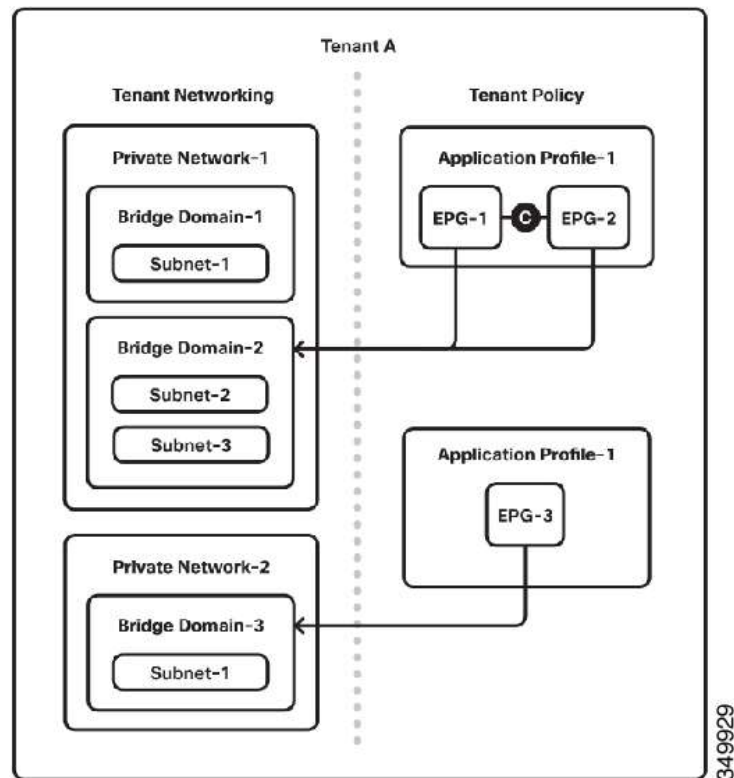 Tenant A
Tenant Networking
Tenant Policy
Private Network-1
Bridge Domain-1
Subnet-1
Bridge Domain-2
Subnet-2
Subnet-3
Private Network-2
Bridge Domain-3
Subnet-1
Application Profile-1
EPG-1
C
EPG-2
Application Profile-1
EPG-3
349929